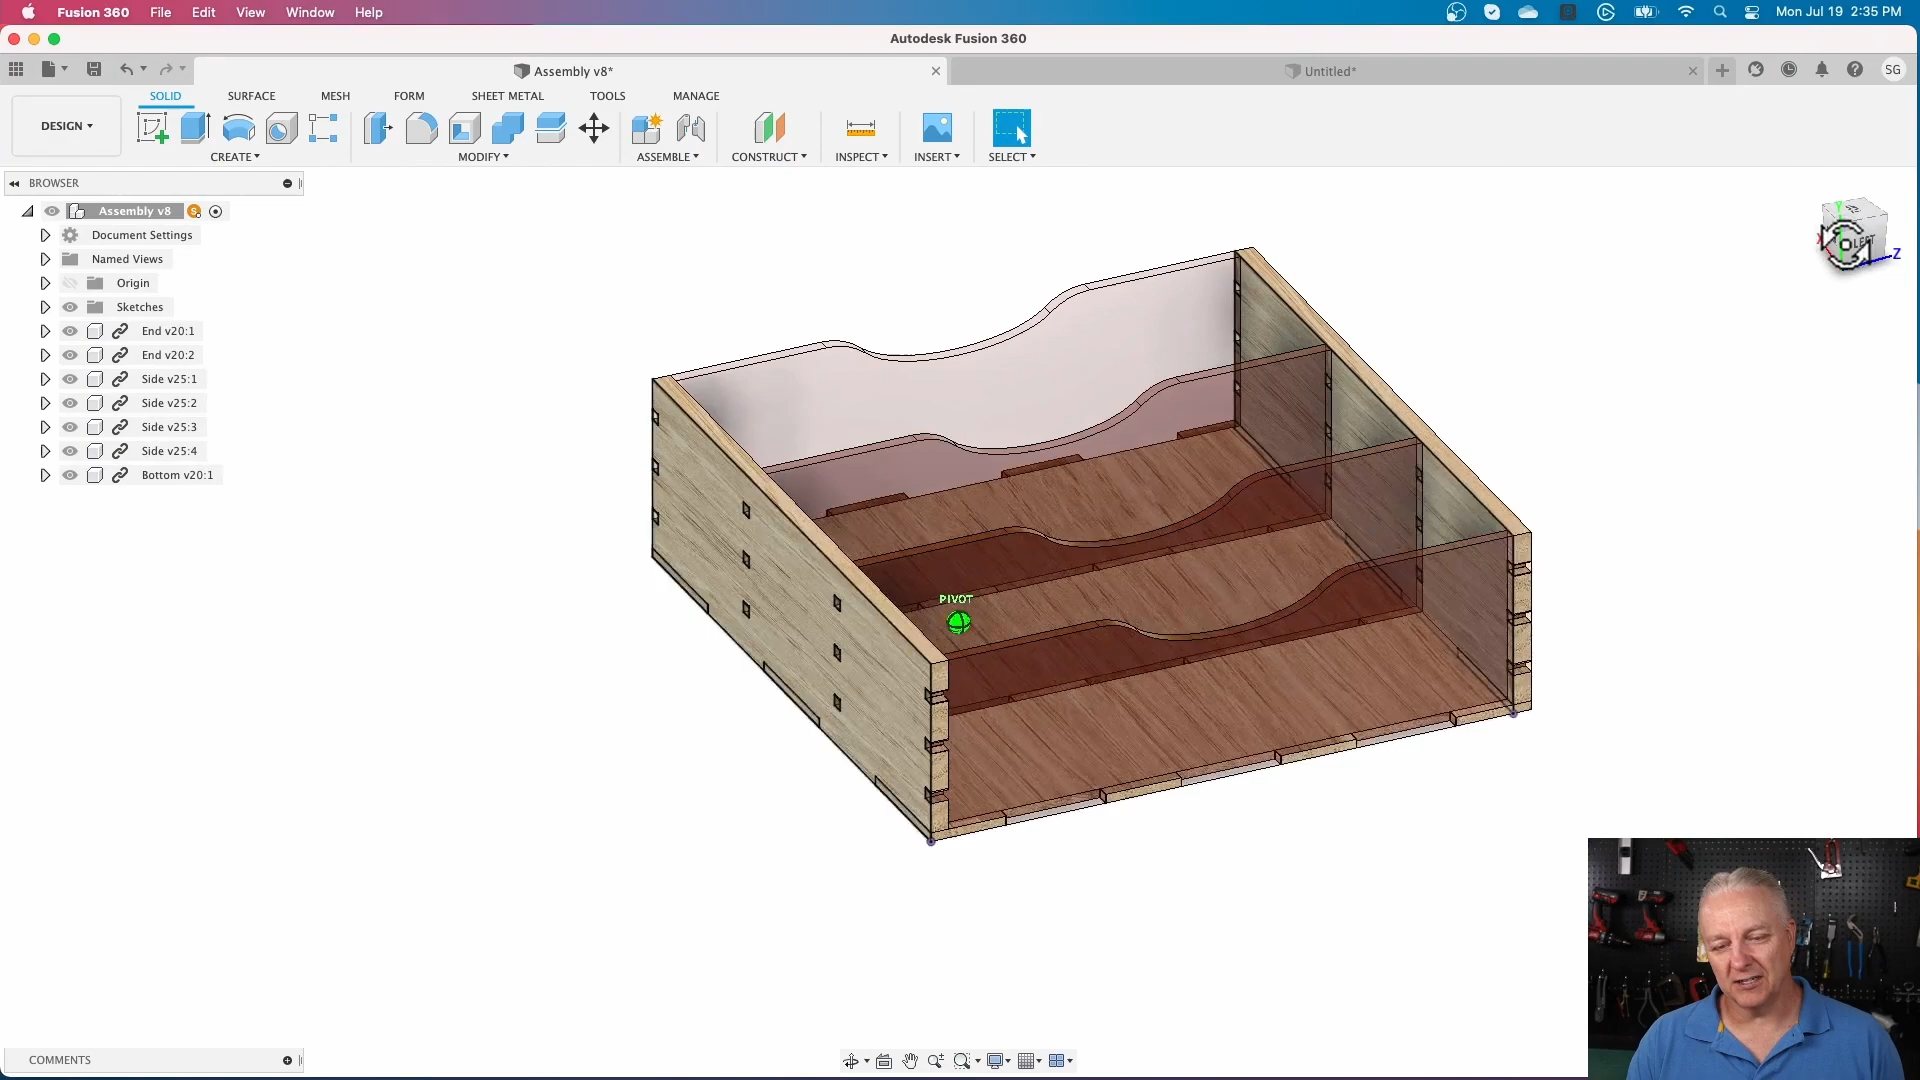 Fusion 360 File Edit View Window Help Mon Jul 19 2:35 PM
Autodesk Fusion 360
Assembly v8* Untitled* SG
SOLID SURFACE MESH FORM SHEET METAL TOOLS MANAGE
DESIGN
CREATE MODIFY ASSEMBLE CONSTRUCT INSPECT INSERT SELECT
BROWSER
Assembly v8
Document Settings
Named Views
Origin
Sketches
End v20:1
End v20:2
Side v25:1
Side v25:2
Side v25:3
Side v25:4
Bottom v20:1
Y
Z
PIVOT
COMMENTS